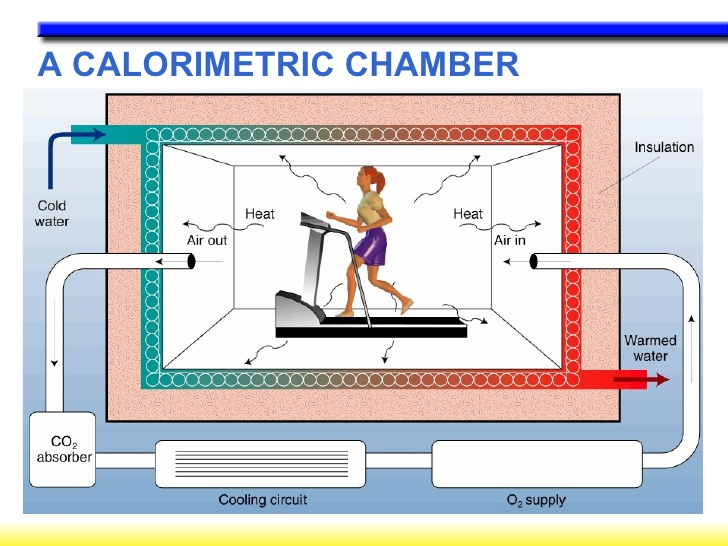 A CALORIMETRIC CHAMBER
Insulation
Cold
water
Heat
Heat
Air out
Air in
Warmed
water
CO₂
absorber
Cooling circuit
O₂ supply